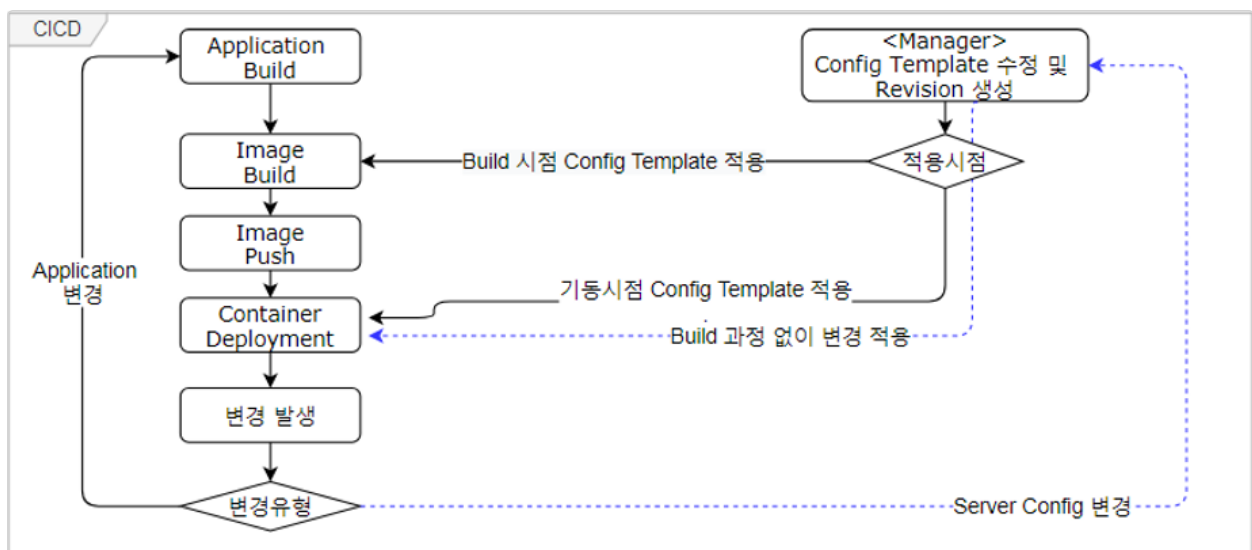 CICD
Application
Build
<Manager>
Config Template 수정 및
Revision 생성
Image
Build
Build 시점 Config Template 적용
적용시점
Image
Push
Application
변경
기동시점 Config Template 적용
Container
Deployment
Build 과정 없이 변경 적용
변경 발생
변경유형
Server Config 변경